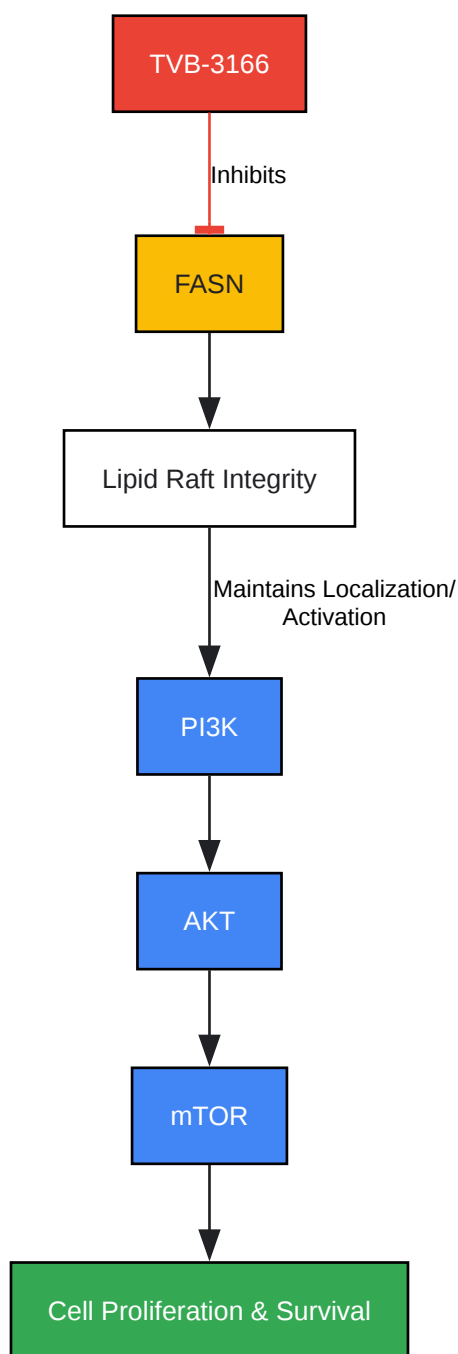 TVB-3166
Inhibits
FASN
Lipid Raft Integrity
Maintains Localization/
Activation
PI3K
AKT
mTOR
Cell Proliferation & Survival